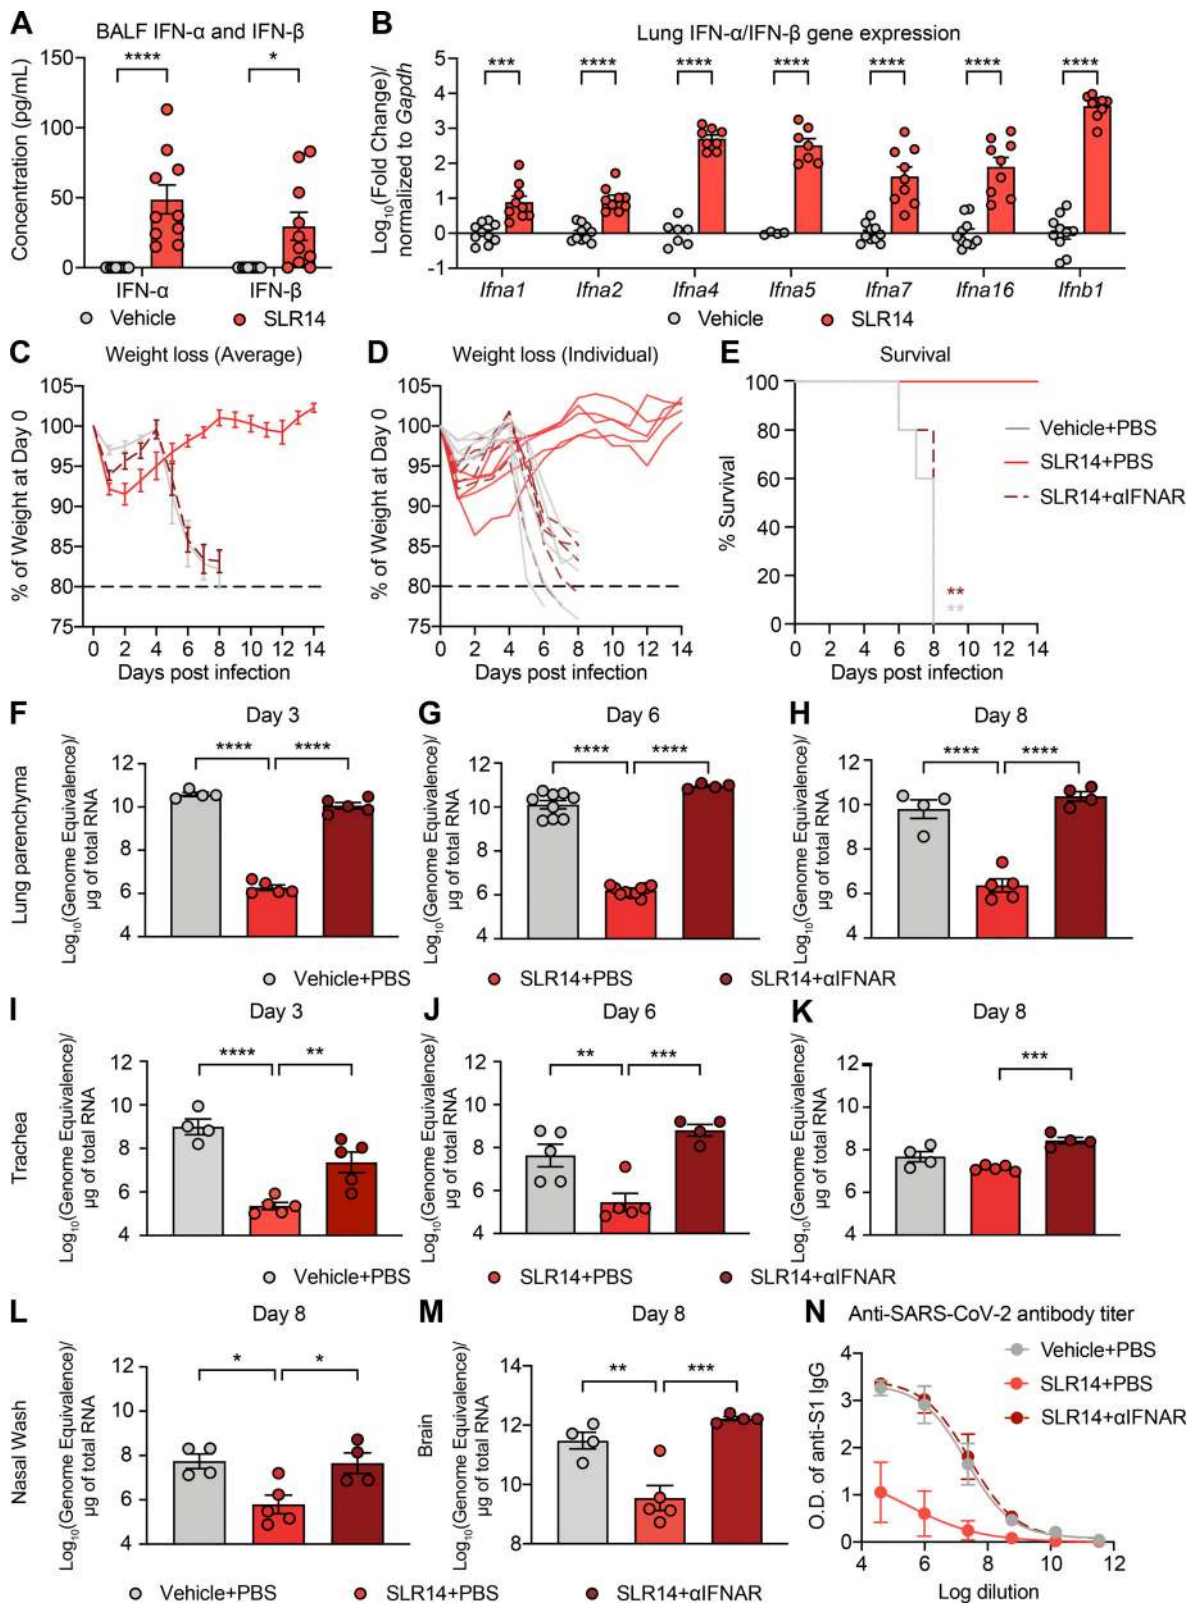 A BALF IFN-α and IFN-β
Concentration (pg/mL)
150
100
50
0
**** *
IFN-α IFN-β
Vehicle SLR14
B Lung IFN-α/IFN-β gene expression
Log10(Fold Change)/
normalized to Gapdh
5
4
3
2
1
0
-1
*** **** **** **** **** **** ****
Ifna1 Ifna2 Ifna4 Ifna5 Ifna7 Ifna16 Ifnb1
Vehicle SLR14
C Weight loss (Average)
% of Weight at Day 0
105
100
95
90
85
80
75
0 2 4 6 8 10 12 14
Days post infection
D Weight loss (Individual)
% of Weight at Day 0
105
100
95
90
85
80
75
0 2 4 6 8 10 12 14
Days post infection
E Survival
% Survival
100
80
60
40
20
0
**
**
0 2 4 6 8 10 12 14
Days post infection
Vehicle+PBS
SLR14+PBS
SLR14+αIFNAR
Lung parenchyma
F Day 3
Log10(Genome Equivalence)/
µg of total RNA
12
10
8
6
4
**** ****
G Day 6
Log10(Genome Equivalence)/
µg of total RNA
12
10
8
6
4
**** ****
H Day 8
Log10(Genome Equivalence)/
µg of total RNA
12
10
8
6
4
**** ****
Vehicle+PBS SLR14+PBS SLR14+αIFNAR
Trachea
I Day 3
Log10(Genome Equivalence)/
µg of total RNA
12
10
8
6
4
**** **
J Day 6
Log10(Genome Equivalence)/
µg of total RNA
12
10
8
6
4
** ***
K Day 8
Log10(Genome Equivalence)/
µg of total RNA
12
10
8
6
4
***
Vehicle+PBS SLR14+PBS SLR14+αIFNAR
Nasal Wash
L Day 8
Log10(Genome Equivalence)/
µg of total RNA
12
10
8
6
4
* *
Brain
M Day 8
Log10(Genome Equivalence)/
µg of total RNA
14
12
10
8
** ***
Vehicle+PBS SLR14+PBS SLR14+αIFNAR
N Anti-SARS-CoV-2 antibody titer
O.D. of anti-S1 IgG
4
3
2
1
0
4 6 8 10 12
Log dilution
Vehicle+PBS
SLR14+PBS
SLR14+αIFNAR